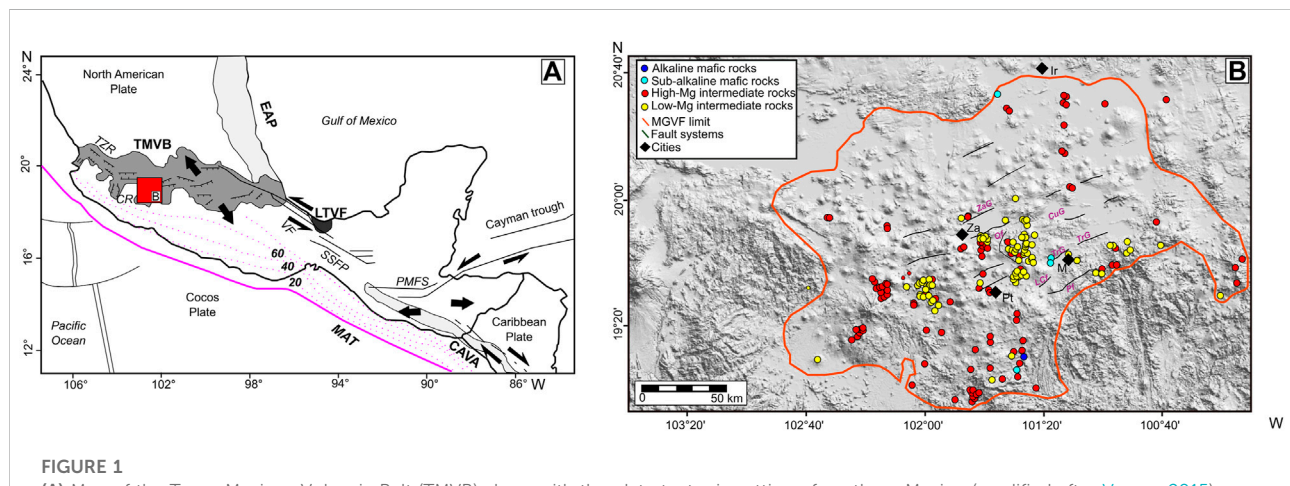 N
24°
20°
16°
12°
106°
102°
98°
94°
90°
86°
W
A
North American
Plate
Gulf of Mexico
EAP
TZR
TMVB
B
LTVF
VF
SSFP
Cayman trough
PMFS
60
40
20
Cocos
Plate
Pacific
Ocean
MAT
CAVA
Caribbean
Plate
N
20°40'
20°00'
19°20'
103°20'
102°40'
102°00'
101°20'
100°40'
W
B
Alkaline mafic rocks
Sub-alkaline mafic rocks
High-Mg intermediate rocks
Low-Mg intermediate rocks
MGVF limit
Fault systems
Cities
Ir
ZaG
CuG
Za
TrG
M
Pt
0
50 km
FIGURE 1